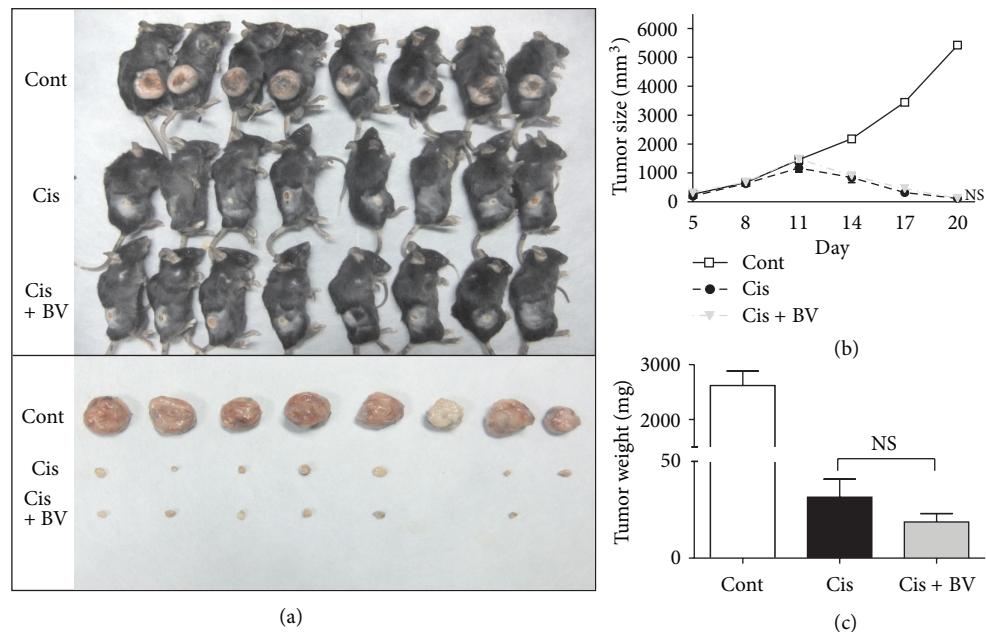 Cont
Cis
Cis
+ BV
Cont
Cis
Cis
+ BV
(a)
Tumor size (mm³)
6000
5000
4000
3000
2000
1000
0
NS
5 8 11 14 17 20
Day
Cont
Cis
Cis + BV
(b)
Tumor weight (mg)
3000
2000
50
0
NS
Cont Cis Cis + BV
(c)